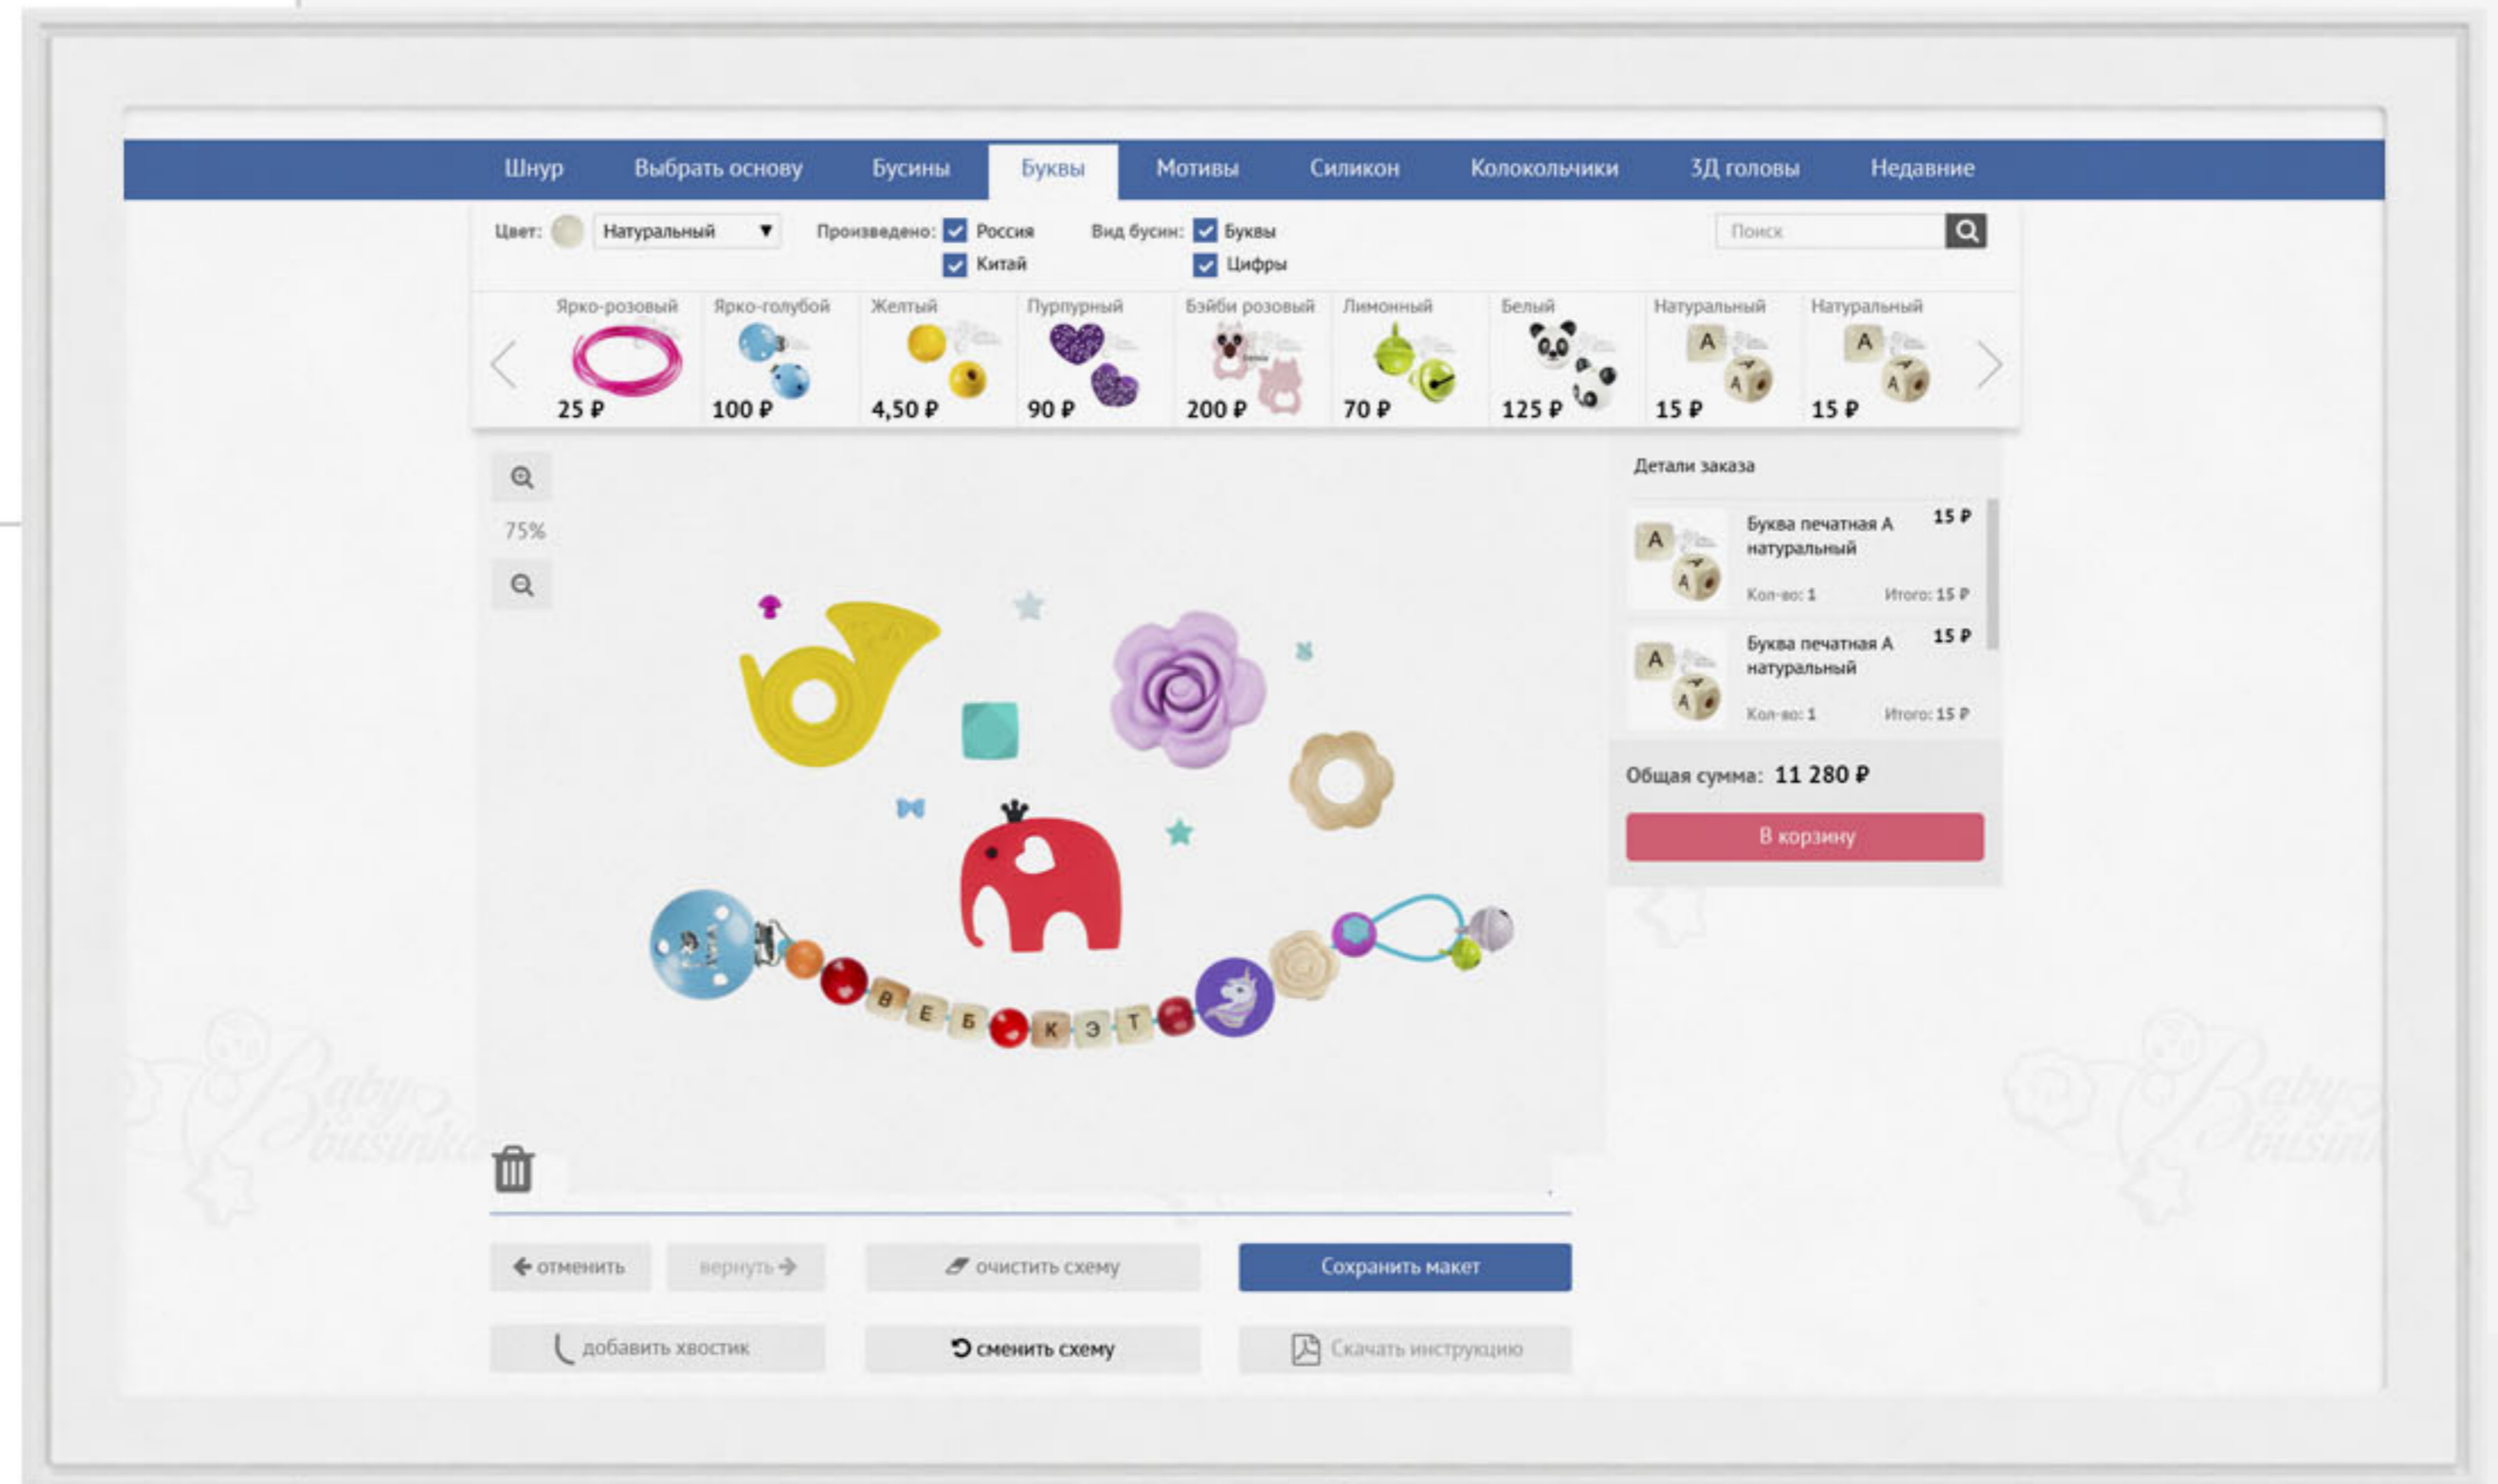 Шнур Выбрать основу Бусины Буквы Мотивы Силикон Колокольчики 3Д головы Недавние
Цвет: Натуральный ▼ Произведено: Россия Вид бусин: Буквы Поиск
Китай Цифры
Ярко-розовый Ярко-голубой Желтый Пурпурный Бэйби розовый Лимонный Белый Натуральный Натуральный
A A
A A
25 ₽ 100 ₽ 4,50 ₽ 90 ₽ 200 ₽ 70 ₽ 125 ₽ 15 ₽ 15 ₽
Детали заказа
75%
Буква печатная А 15 ₽
натуральный
A
A
Кол-во: 1 Итого: 15 ₽
Буква печатная А 15 ₽
натуральный
A
A
Кол-во: 1 Итого: 15 ₽
Общая сумма: 11 280 ₽
В корзину
В Е Б К Э Т
Baby businka
Baby
отменить вернуть очистить схему Сохранить макет
добавить хвостик сменить схему Скачать инструкцию